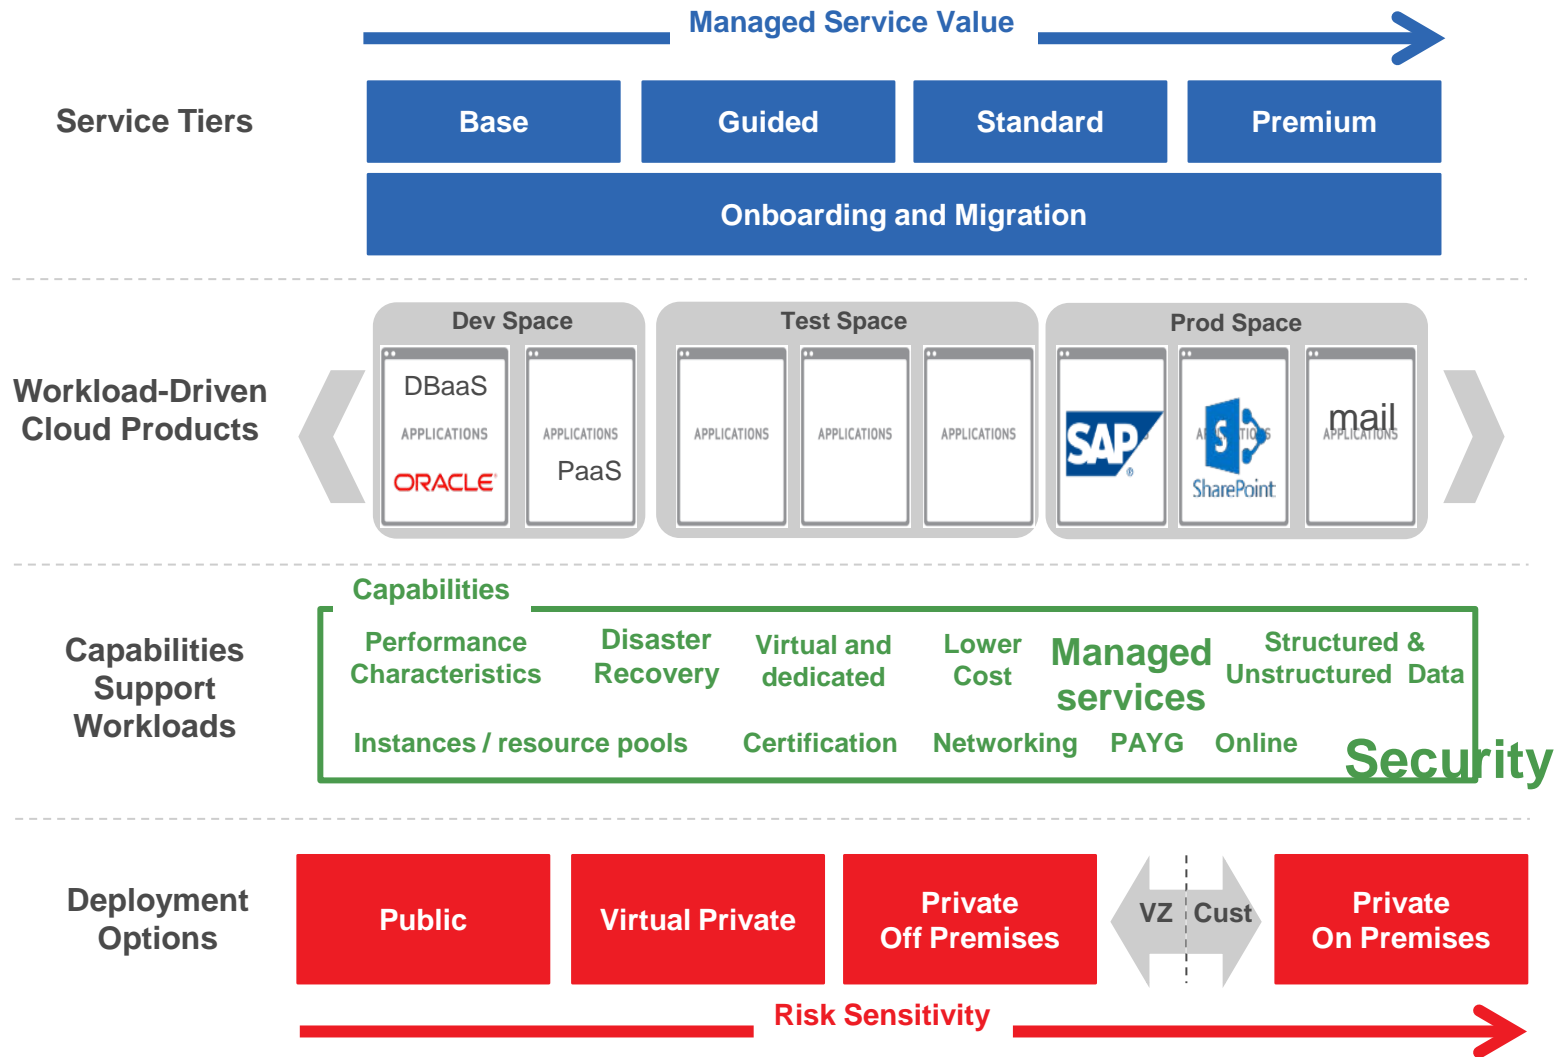 Managed Service Value
Service Tiers
Base
Guided
Standard
Premium
Onboarding and Migration
Workload-Driven
Cloud Products
Dev Space
Test Space
Prod Space
DBaaS
APPLICATIONS
ORACLE
APPLICATIONS
PaaS
APPLICATIONS
APPLICATIONS
APPLICATIONS
SAP
®
S
SharePoint
mail
APPLICATIONS
Capabilities
Support
Workloads
Capabilities
Performance
Characteristics
Disaster
Recovery
Virtual and
dedicated
Lower
Cost
Managed
services
Structured &
Unstructured Data
Instances / resource pools
Certification
Networking
PAYG
Online
Security
Deployment
Options
Public
Virtual Private
Private
Off Premises
VZ
Cust
Private
On Premises
Risk Sensitivity